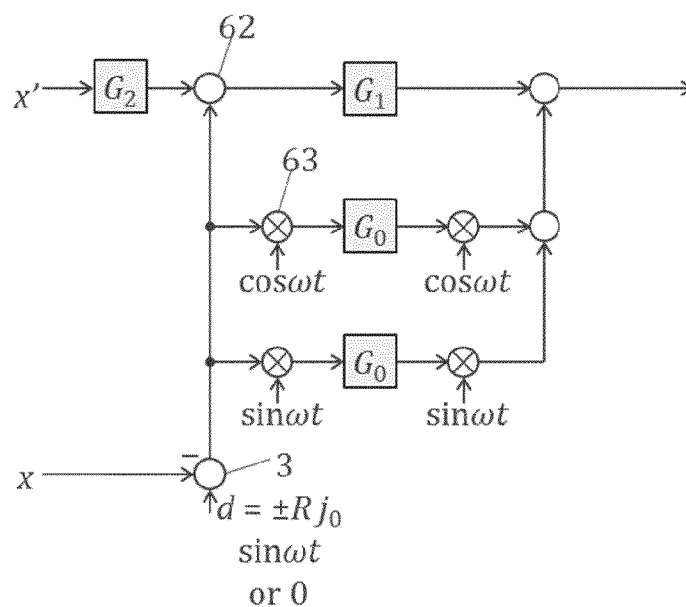 62
x' G₂ G₁
63
G₀
cosωt cosωt
G₀
sinωt sinωt
x − 3
d = ±R j₀
sinωt
or 0